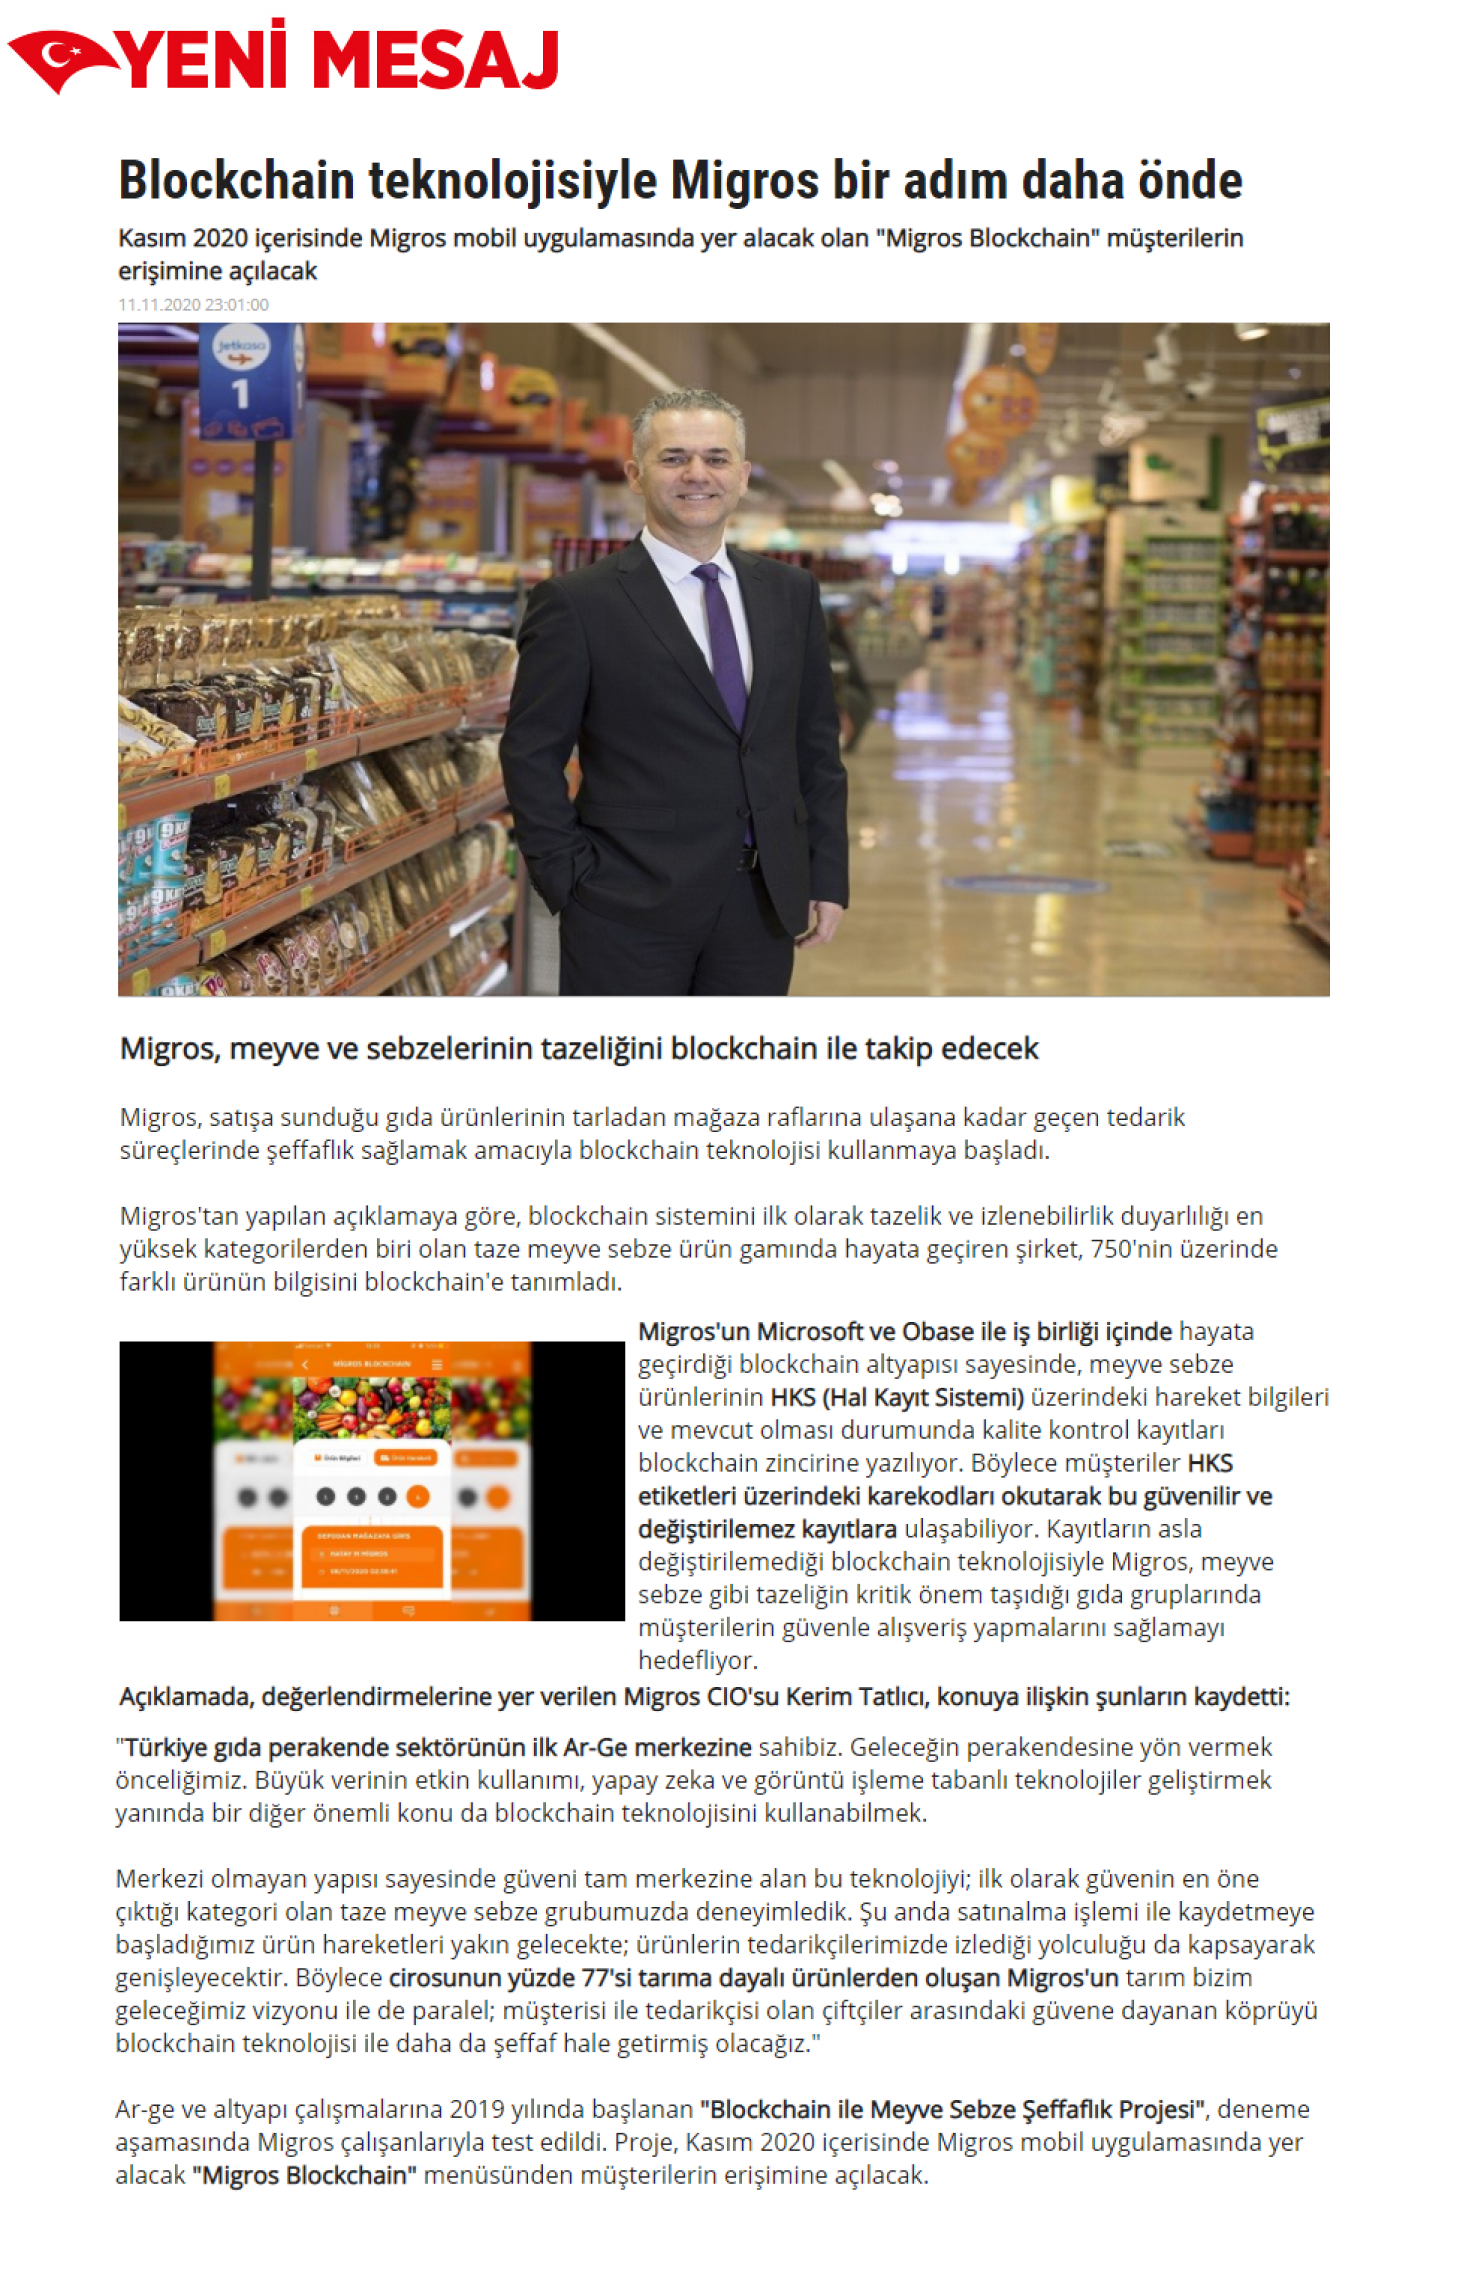 YENİ MESAJ
Blockchain teknolojisiyle Migros bir adım daha önde
Kasım 2020 içerisinde Migros mobil uygulamasında yer alacak olan "Migros Blockchain" müşterilerin
erişimine açılacak
11.11.2020 23:01:00
Jetkasa
1
Migros, meyve ve sebzelerinin tazeliğini blockchain ile takip edecek
Migros, satışa sunduğu gıda ürünlerinin tarladan mağaza raflarına ulaşana kadar geçen tedarik
süreçlerinde şeffaflık sağlamak amacıyla blockchain teknolojisi kullanmaya başladı.
Migros'tan yapılan açıklamaya göre, blockchain sistemini ilk olarak tazelik ve izlenebilirlik duyarlılığı en
yüksek kategorilerden biri olan taze meyve sebze ürün gamında hayata geçiren şirket, 750'nin üzerinde
farklı ürünün bilgisini blockchain'e tanımladı.
MİGROS BLOCKCHAIN
Ürün Bilgileri
Ürün Hareketi
DEPODAN MAĞAZAYA GİRİŞ
HATAY M MİGROS
Migros'un Microsoft ve Obase ile iş birliği içinde hayata
geçirdiği blockchain altyapısı sayesinde, meyve sebze
ürünlerinin HKS (Hal Kayıt Sistemi) üzerindeki hareket bilgileri
ve mevcut olması durumunda kalite kontrol kayıtları
blockchain zincirine yazılıyor. Böylece müşteriler HKS
etiketleri üzerindeki karekodları okutarak bu güvenilir ve
değiştirilemez kayıtlara ulaşabiliyor. Kayıtların asla
değiştirilemediği blockchain teknolojisiyle Migros, meyve
sebze gibi tazeliğin kritik önem taşıdığı gıda gruplarında
müşterilerin güvenle alışveriş yapmalarını sağlamayı
hedefliyor.
Açıklamada, değerlendirmelerine yer verilen Migros CIO'su Kerim Tatlıcı, konuya ilişkin şunların kaydetti:
"Türkiye gıda perakende sektörünün ilk Ar-Ge merkezine sahibiz. Geleceğin perakendesine yön vermek
önceliğimiz. Büyük verinin etkin kullanımı, yapay zeka ve görüntü işleme tabanlı teknolojiler geliştirmek
yanında bir diğer önemli konu da blockchain teknolojisini kullanabilmek.
Merkezi olmayan yapısı sayesinde güveni tam merkezine alan bu teknolojiyi; ilk olarak güvenin en öne
çıktığı kategori olan taze meyve sebze grubumuzda deneyimledik. Şu anda satınalma işlemi ile kaydetmeye
başladığımız ürün hareketleri yakın gelecekte; ürünlerin tedarikçilerimizde izlediği yolculuğu da kapsayarak
genişleyecektir. Böylece cirosunun yüzde 77'si tarıma dayalı ürünlerden oluşan Migros'un tarım bizim
geleceğimiz vizyonu ile de paralel; müşterisi ile tedarikçisi olan çiftçiler arasındaki güvene dayanan köprüyü
blockchain teknolojisi ile daha da şeffaf hale getirmiş olacağız."
Ar-ge ve altyapı çalışmalarına 2019 yılında başlanan "Blockchain ile Meyve Sebze Şeffaflık Projesi", deneme
aşamasında Migros çalışanlarıyla test edildi. Proje, Kasım 2020 içerisinde Migros mobil uygulamasında yer
alacak "Migros Blockchain" menüsünden müşterilerin erişimine açılacak.